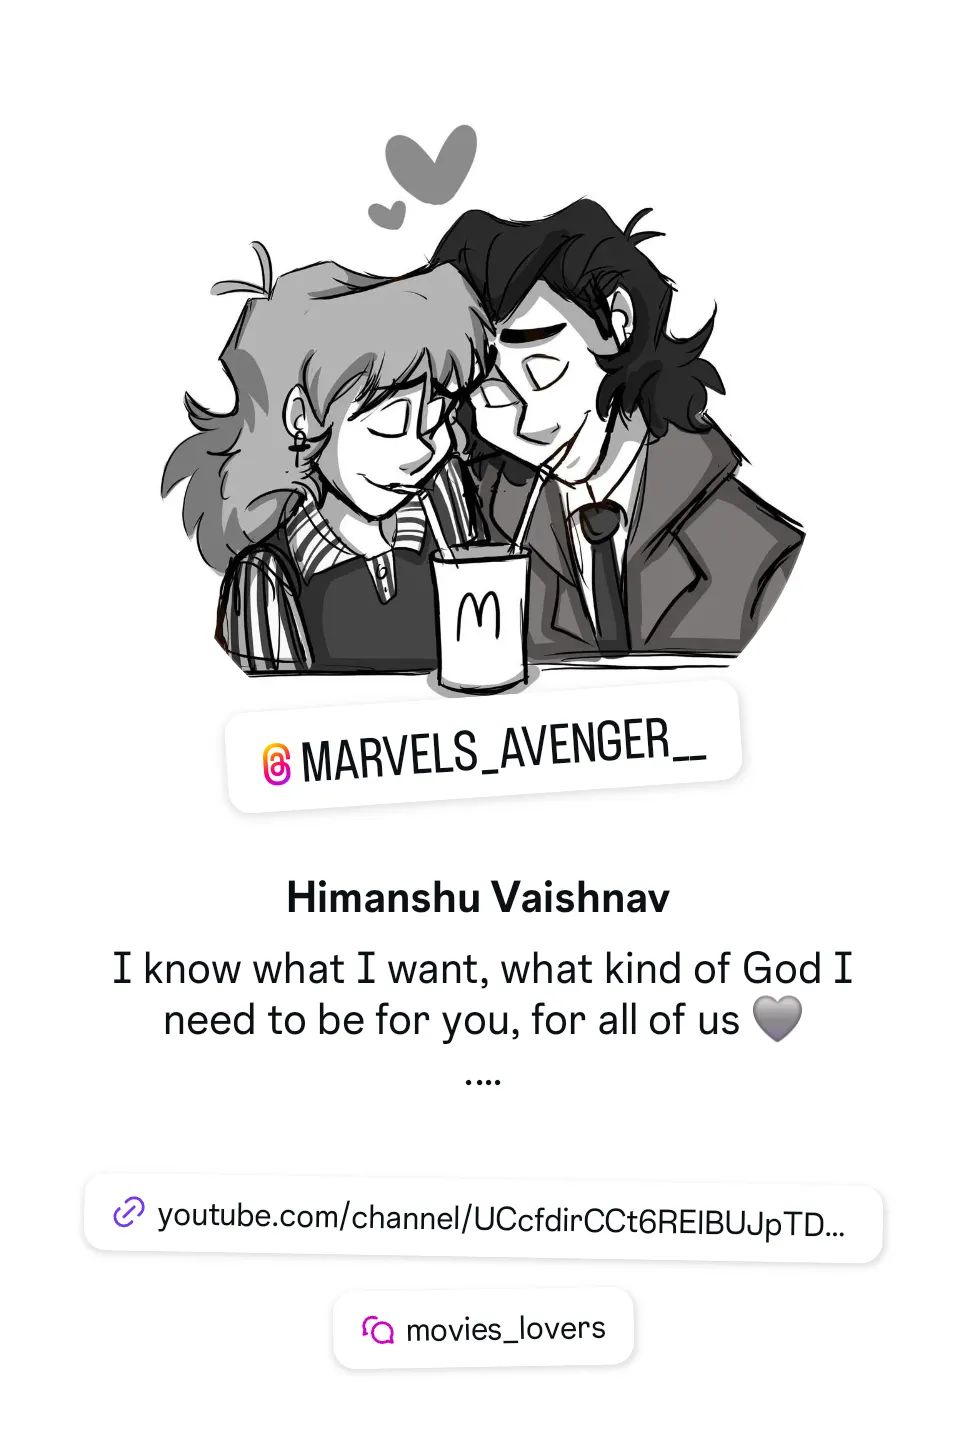 M
MARVELS_AVENGER__
Himanshu Vaishnav
I know what I want, what kind of God I
need to be for you, for all of us 🩶
....
youtube.com/channel/UCcfdirCCt6REIBUJpTD...
movies_lovers